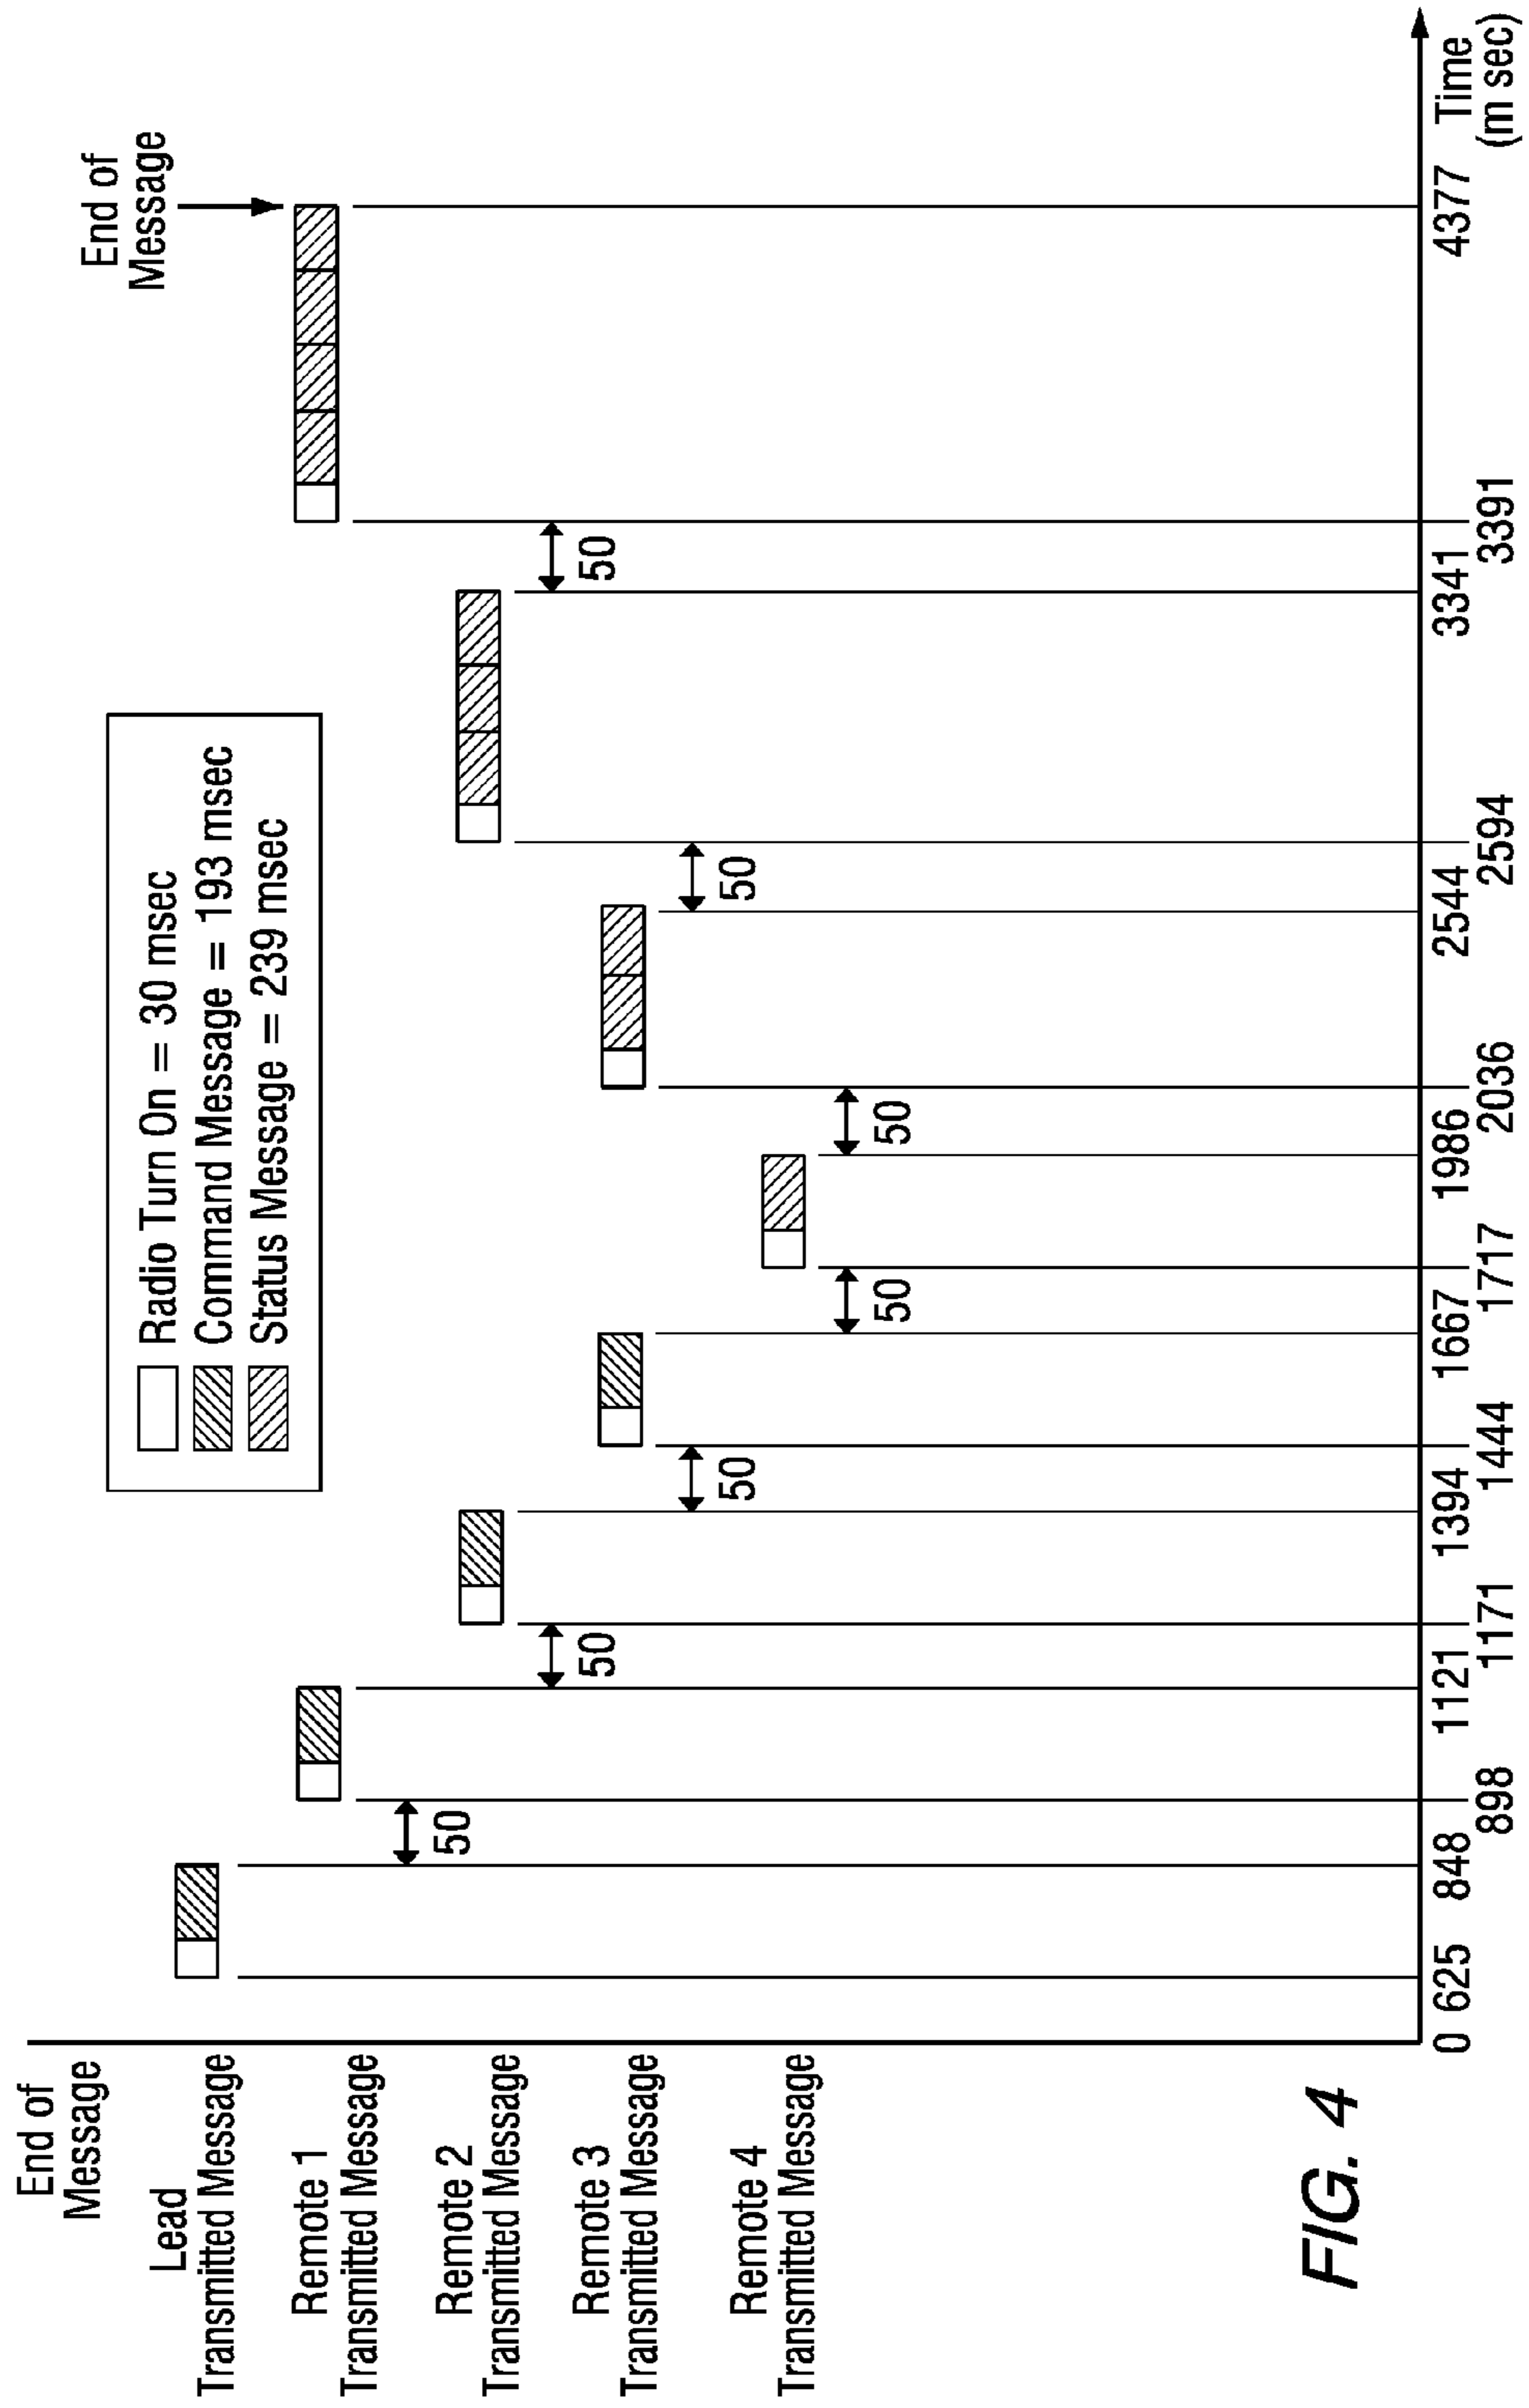 End of
Message
Lead
Transmitted Message
Remote 1
Transmitted Message
Remote 2
Transmitted Message
Remote 3
Transmitted Message
Remote 4
Transmitted Message
Radio Turn On = 30 msec
Command Message = 193 msec
Status Message = 239 msec
End of
Message
50
50
50
50
50
50
50
0 625 848 1121 1394 1667 1986 2544 3341 4377 Time
898 1171 1444 1717 2036 2594 3391 (m sec)
FIG. 4